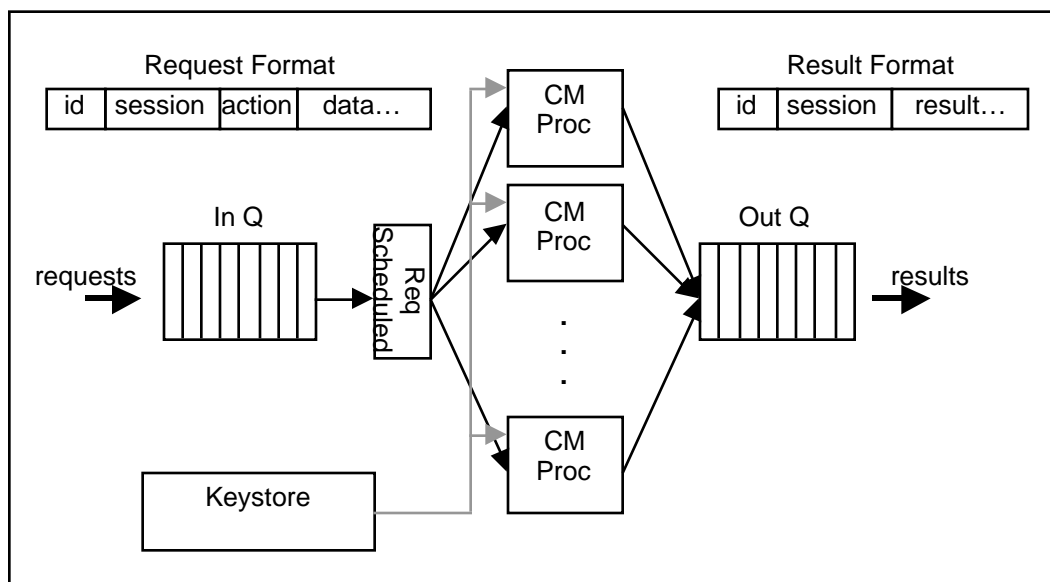 Request Format
id session action data…
Result Format
id session result…
CM
Proc
CM
Proc
In Q
Out Q
requests
Req
Scheduled
results
.
.
.
CM
Proc
Keystore